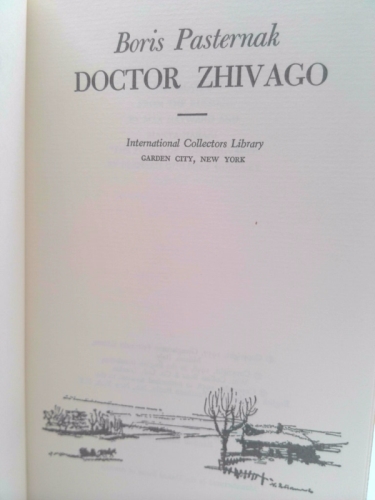 Boris Pasternak
DOCTOR ZHIVAGO
International Collectors Library
GARDEN CITY, NEW YORK